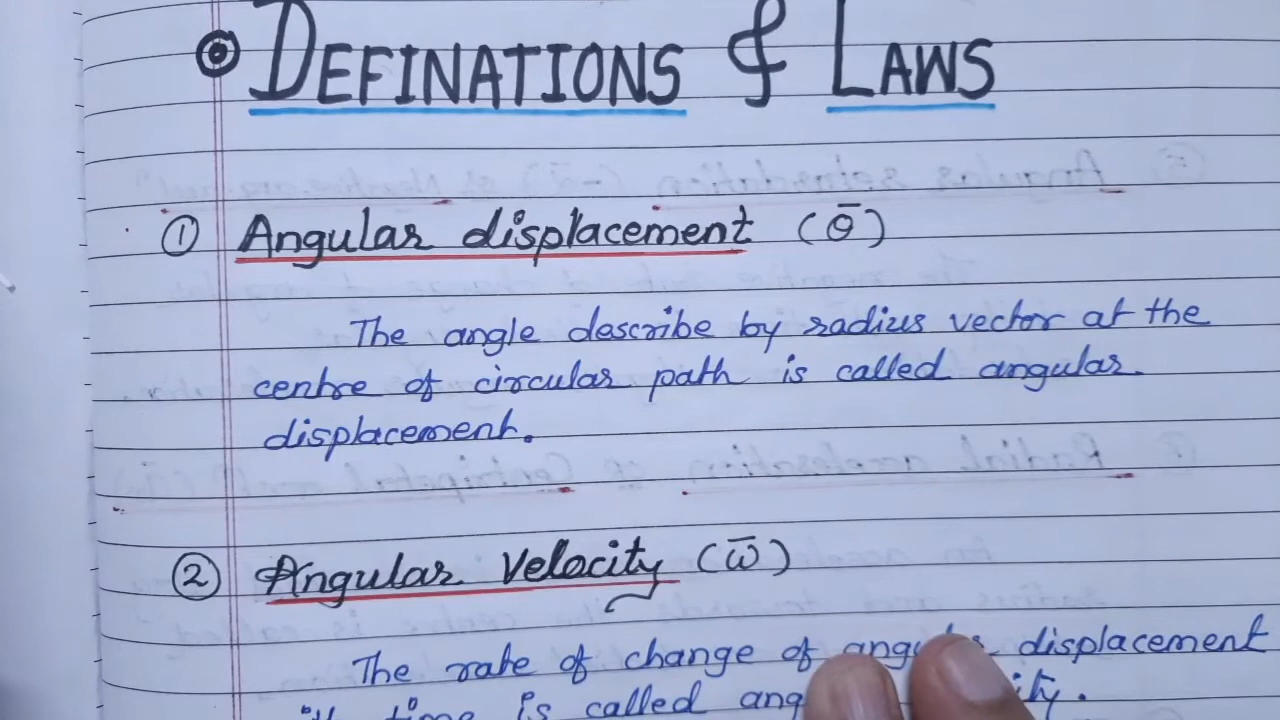 DEFINATIONS & LAWS
① Angular displacement (θ̄)
The angle describe by radius vector at the
centre of circular path is called angular
displacement.
② Angular Velocity (ω̄)
The rate of change of displacement
time is called